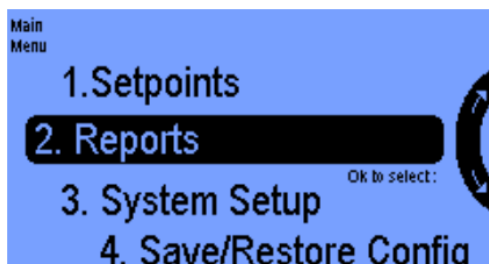 Main
Menu
1.Setpoints
2. Reports
Ok to select:
3. System Setup
4. Save/Restore Config